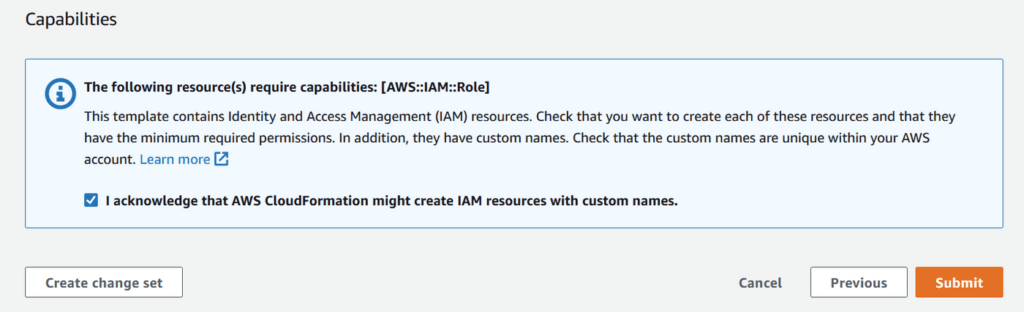 Capabilities
The following resource(s) require capabilities: [AWS::IAM::Role]
This template contains Identity and Access Management (IAM) resources. Check that you want to create each of these resources and that they
have the minimum required permissions. In addition, they have custom names. Check that the custom names are unique within your AWS
account. Learn more
I acknowledge that AWS CloudFormation might create IAM resources with custom names.
Create change set Cancel Previous Submit